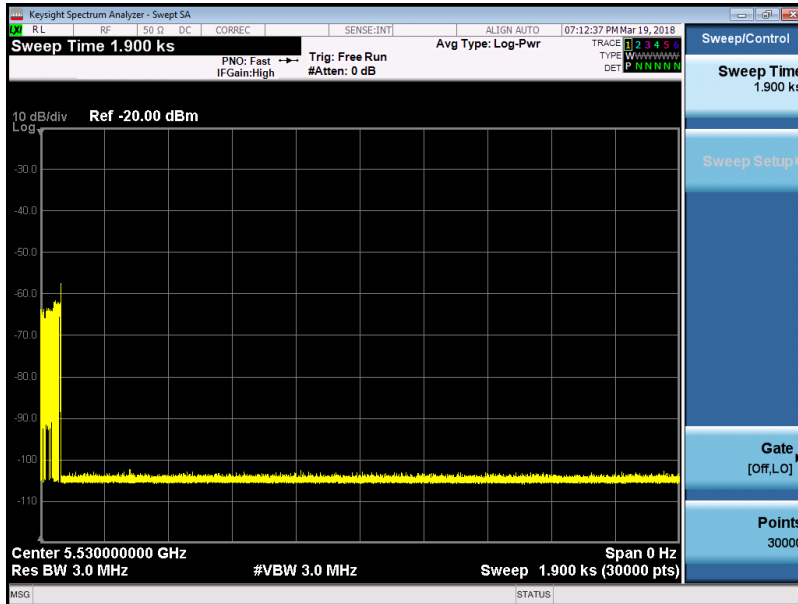 Keysight Spectrum Analyzer - Swept SA
LXI RL RF 50 Ω DC CORREC SENSE:INT ALIGN AUTO 07:12:37 PM Mar 19, 2018
Sweep Time 1.900 ks
PNO: Fast
IFGain:High
Trig: Free Run
#Atten: 0 dB
Avg Type: Log-Pwr
TRACE 1 2 3 4 5 6
TYPE WWWWWW
DET P N N N N N
10 dB/div Ref -20.00 dBm
Log
-30.0
-40.0
-50.0
-60.0
-70.0
-80.0
-90.0
-100
-110
Center 5.530000000 GHz Span 0 Hz
Res BW 3.0 MHz #VBW 3.0 MHz Sweep 1.900 ks (30000 pts)
MSG STATUS
Sweep/Control
Sweep Time
1.900 ks
Sweep Setup
Gate
[Off,LO]
Points
30000